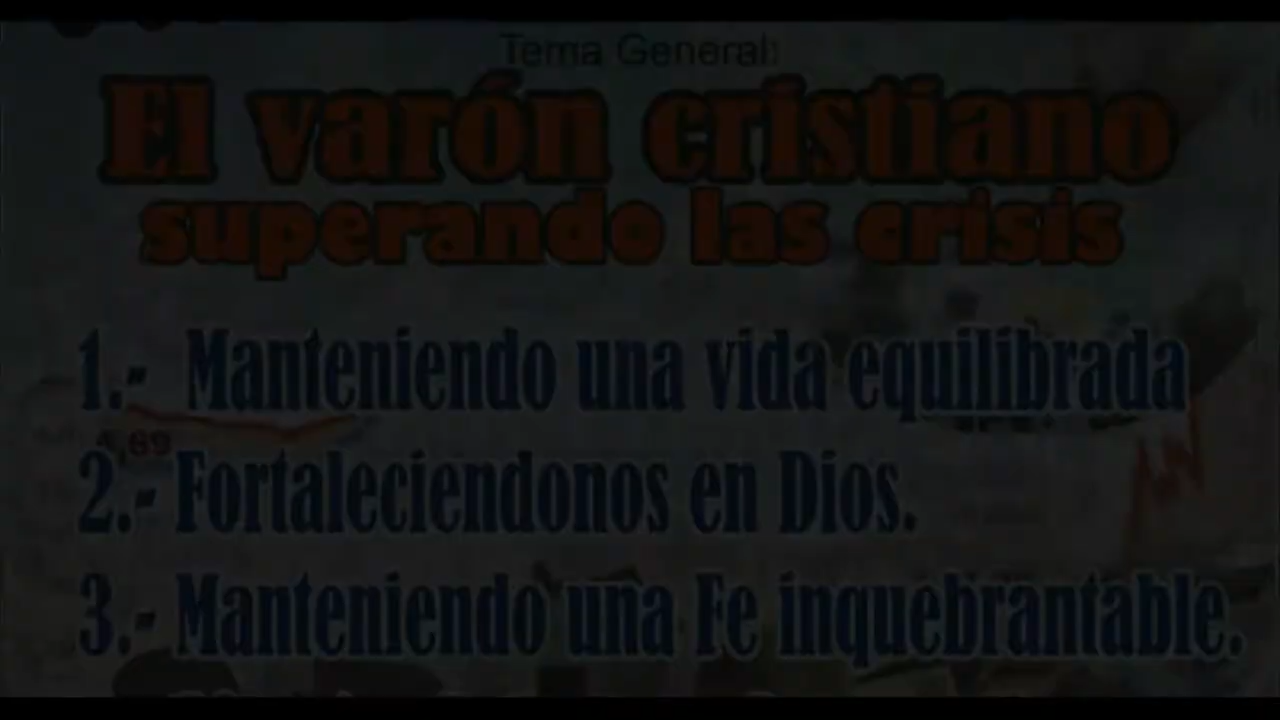 Tema General:
El varón cristiano
superando las crisis
1.- Manteniendo una vida equilibrada
2.- Fortaleciendonos en Dios.
3.- Manteniendo una Fe inquebrantable.